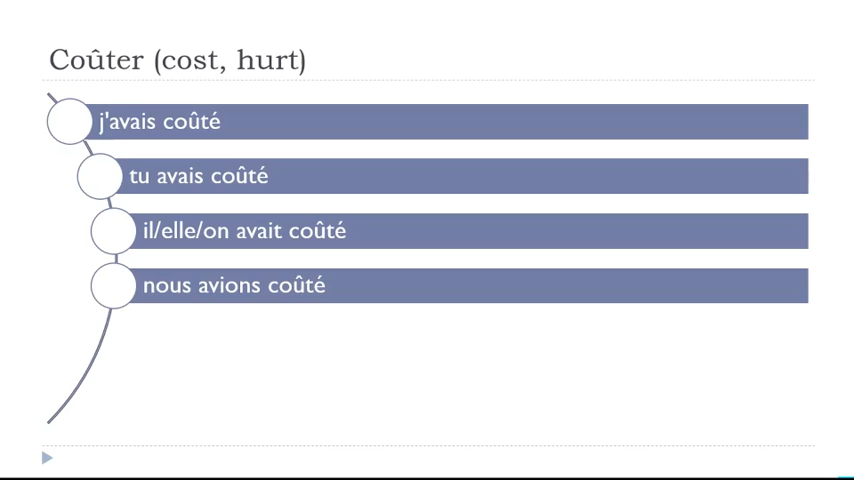 Coûter (cost, hurt)
j'avais coûté
tu avais coûté
il/elle/on avait coûté
nous avions coûté